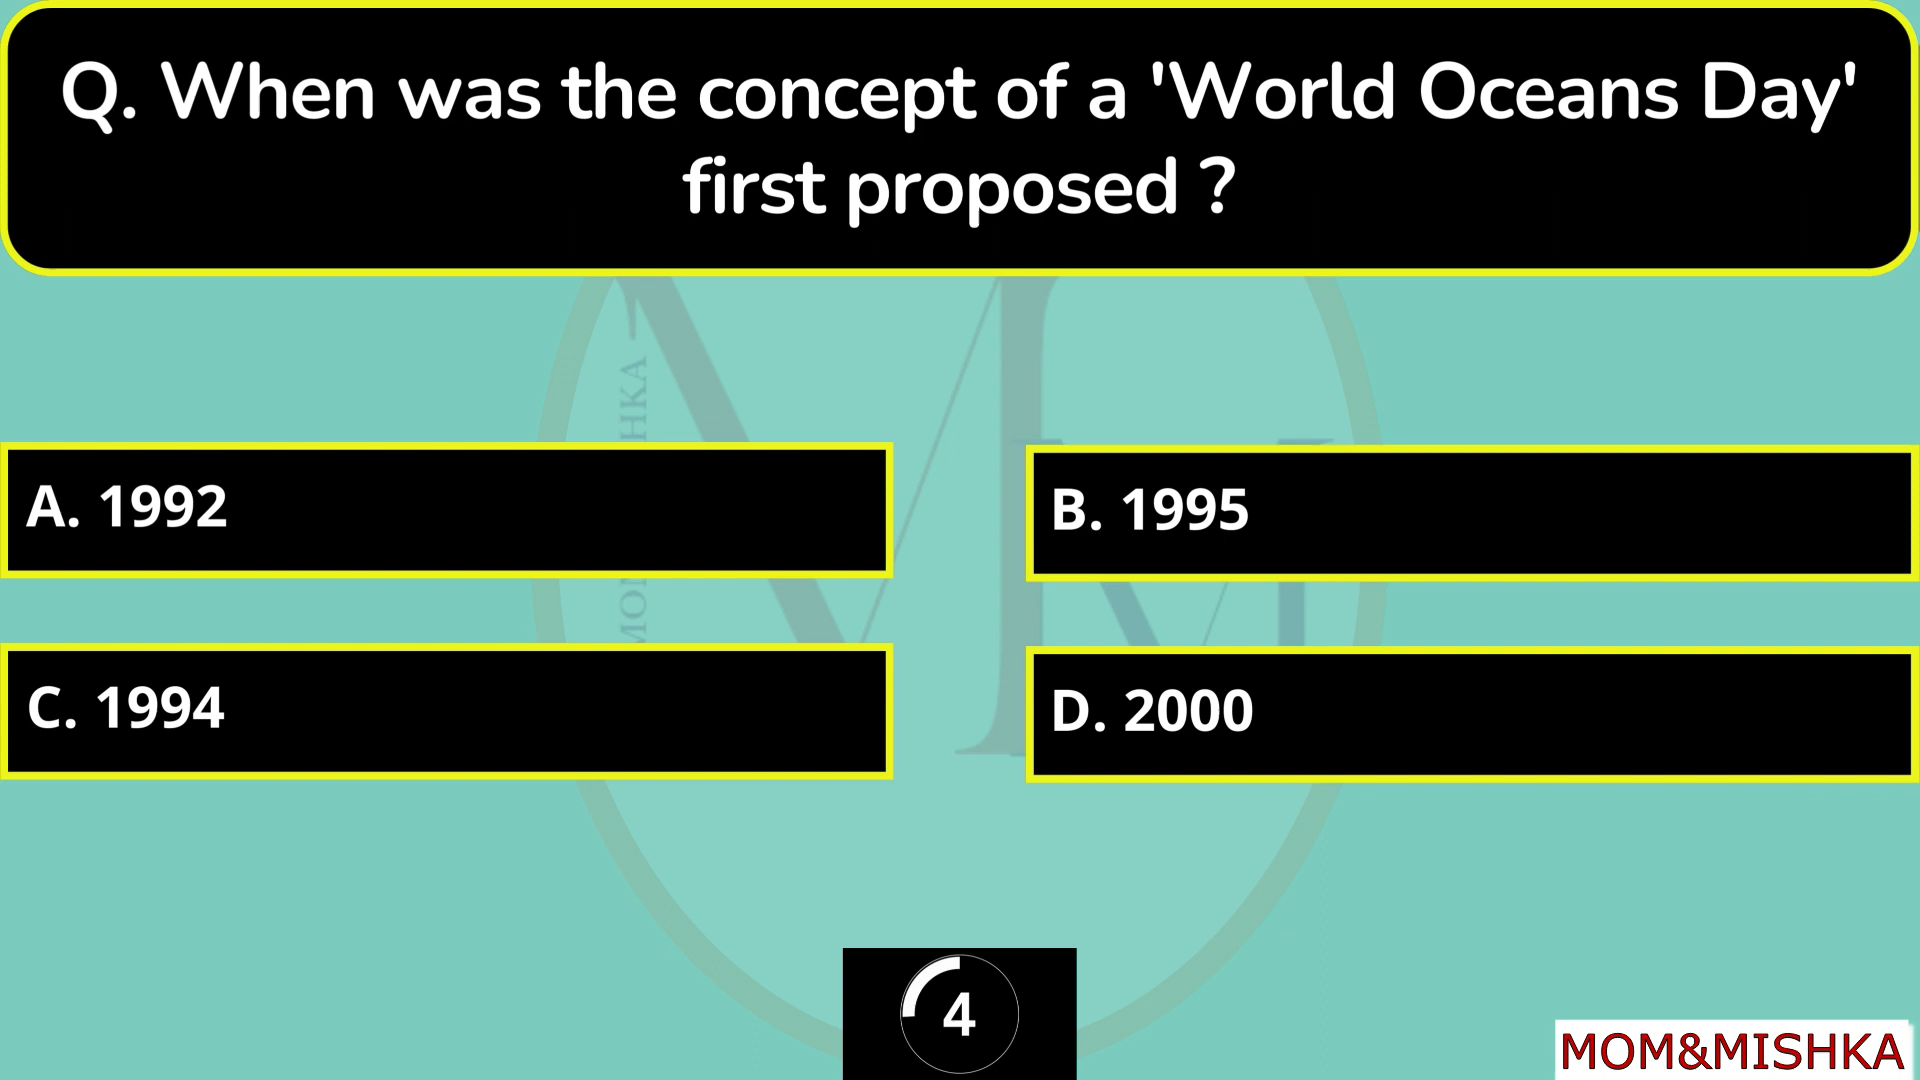 Q. When was the concept of a 'World Oceans Day'
first proposed ?
A. 1992
B. 1995
C. 1994
D. 2000
4
MOM&MISHKA